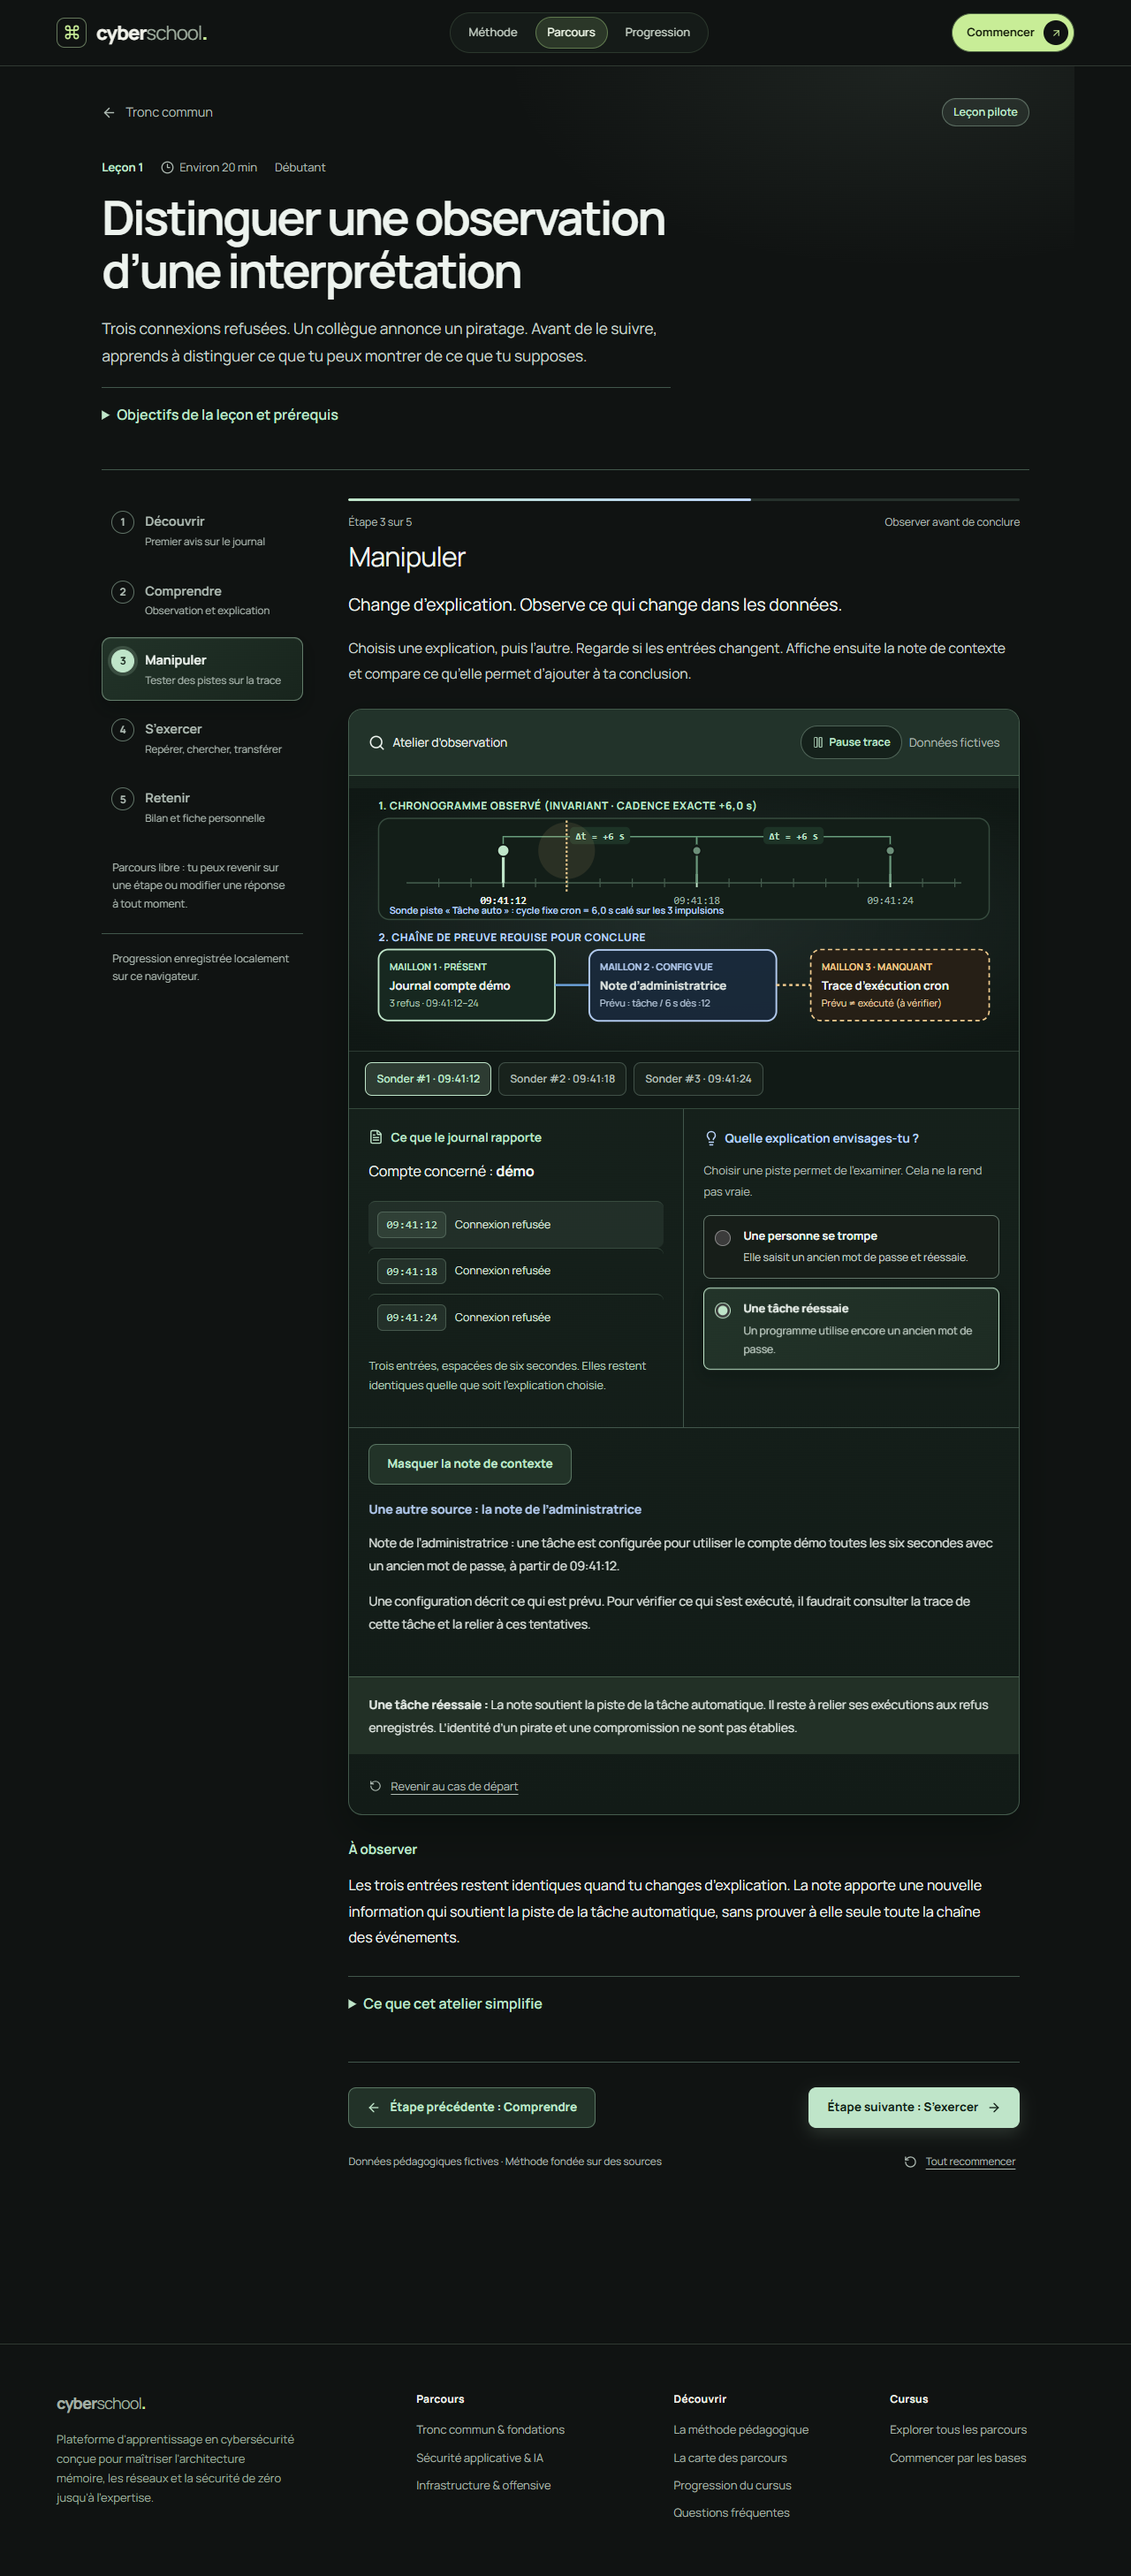 cyberschool.
Méthode
Parcours
Progression
Commencer
Tronc commun
Leçon pilote
Leçon 1
Environ 20 min
Débutant
Distinguer une observation
d’une interprétation
Trois connexions refusées. Un collègue annonce un piratage. Avant de le suivre,
apprends à distinguer ce que tu peux montrer de ce que tu supposes.
Objectifs de la leçon et prérequis
1
Découvrir
Premier avis sur le journal
2
Comprendre
Observation et explication
3
Manipuler
Tester des pistes sur la trace
4
S’exercer
Repérer, chercher, transférer
5
Retenir
Bilan et fiche personnelle
Parcours libre : tu peux revenir sur
une étape ou modifier une réponse
à tout moment.
Progression enregistrée localement
sur ce navigateur.
Étape 3 sur 5
Observer avant de conclure
Manipuler
Change d’explication. Observe ce qui change dans les données.
Choisis une explication, puis l’autre. Regarde si les entrées changent. Affiche ensuite la note de contexte
et compare ce qu’elle permet d’ajouter à ta conclusion.
Atelier d’observation
Pause trace
Données fictives
1. CHRONOGRAMME OBSERVÉ (INVARIANT · CADENCE EXACTE +6,0 s)
Δt = +6 s
Δt = +6 s
09:41:12
09:41:18
09:41:24
Sonde piste « Tâche auto » : cycle fixe cron = 6,0 s calé sur les 3 impulsions
2. CHAÎNE DE PREUVE REQUISE POUR CONCLURE
MAILLON 1 · PRÉSENT
Journal compte démo
3 refus · 09:41:12–24
MAILLON 2 · CONFIG VUE
Note d’administratrice
Prévu : tâche / 6 s dès :12
MAILLON 3 · MANQUANT
Trace d’exécution cron
Prévu ≠ exécuté (à vérifier)
Sonder #1 · 09:41:12
Sonder #2 · 09:41:18
Sonder #3 · 09:41:24
Ce que le journal rapporte
Compte concerné : démo
09:41:12 Connexion refusée
09:41:18 Connexion refusée
09:41:24 Connexion refusée
Trois entrées, espacées de six secondes. Elles restent
identiques quelle que soit l’explication choisie.
Quelle explication envisages-tu ?
Choisir une piste permet de l’examiner. Cela ne la rend
pas vraie.
Une personne se trompe
Elle saisit un ancien mot de passe et réessaie.
Une tâche réessaie
Un programme utilise encore un ancien mot de
passe.
Masquer la note de contexte
Une autre source : la note de l’administratrice
Note de l’administratrice : une tâche est configurée pour utiliser le compte démo toutes les six secondes avec
un ancien mot de passe, à partir de 09:41:12.
Une configuration décrit ce qui est prévu. Pour vérifier ce qui s’est exécuté, il faudrait consulter la trace de
cette tâche et la relier à ces tentatives.
Une tâche réessaie : La note soutient la piste de la tâche automatique. Il reste à relier ses exécutions aux refus
enregistrés. L’identité d’un pirate et une compromission ne sont pas établies.
Revenir au cas de départ
À observer
Les trois entrées restent identiques quand tu changes d’explication. La note apporte une nouvelle
information qui soutient la piste de la tâche automatique, sans prouver à elle seule toute la chaîne
des événements.
Ce que cet atelier simplifie
Étape précédente : Comprendre
Étape suivante : S’exercer
Données pédagogiques fictives · Méthode fondée sur des sources
Tout recommencer
cyberschool.
Plateforme d’apprentissage en cybersécurité
conçue pour maîtriser l’architecture
mémoire, les réseaux et la sécurité de zéro
jusqu’à l’expertise.
Parcours
Tronc commun & fondations
Sécurité applicative & IA
Infrastructure & offensive
Découvrir
La méthode pédagogique
La carte des parcours
Progression du cursus
Questions fréquentes
Cursus
Explorer tous les parcours
Commencer par les bases